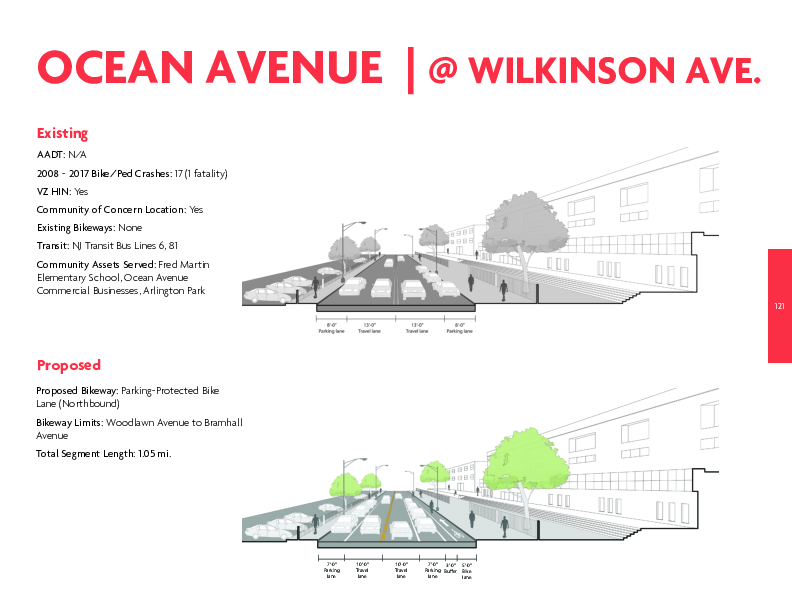 OCEAN AVENUE | @ WILKINSON AVE.
Existing
AADT: N/A
2008 - 2017 Bike/Ped Crashes: 17 (1 fatality)
VZ HIN: Yes
Community of Concern Location: Yes
Existing Bikeways: None
Transit: NJ Transit Bus Lines 6, 81
Community Assets Served: Fred Martin
Elementary School, Ocean Avenue
Commercial Businesses, Arlington Park
8'-0" 13'-0" 13'-0" 8'-0"
Parking lane Travel lane Travel lane Parking lane
121
Proposed
Proposed Bikeway: Parking-Protected Bike
Lane (Northbound)
Bikeway Limits: Woodlawn Avenue to Bramhall
Avenue
Total Segment Length: 1.05 mi.
7'-0" 10'-0" 10'-0" 7'-0" 3'-0" 5'-0"
Parking Travel Travel Parking Buffer Bike
lane lane lane lane lane